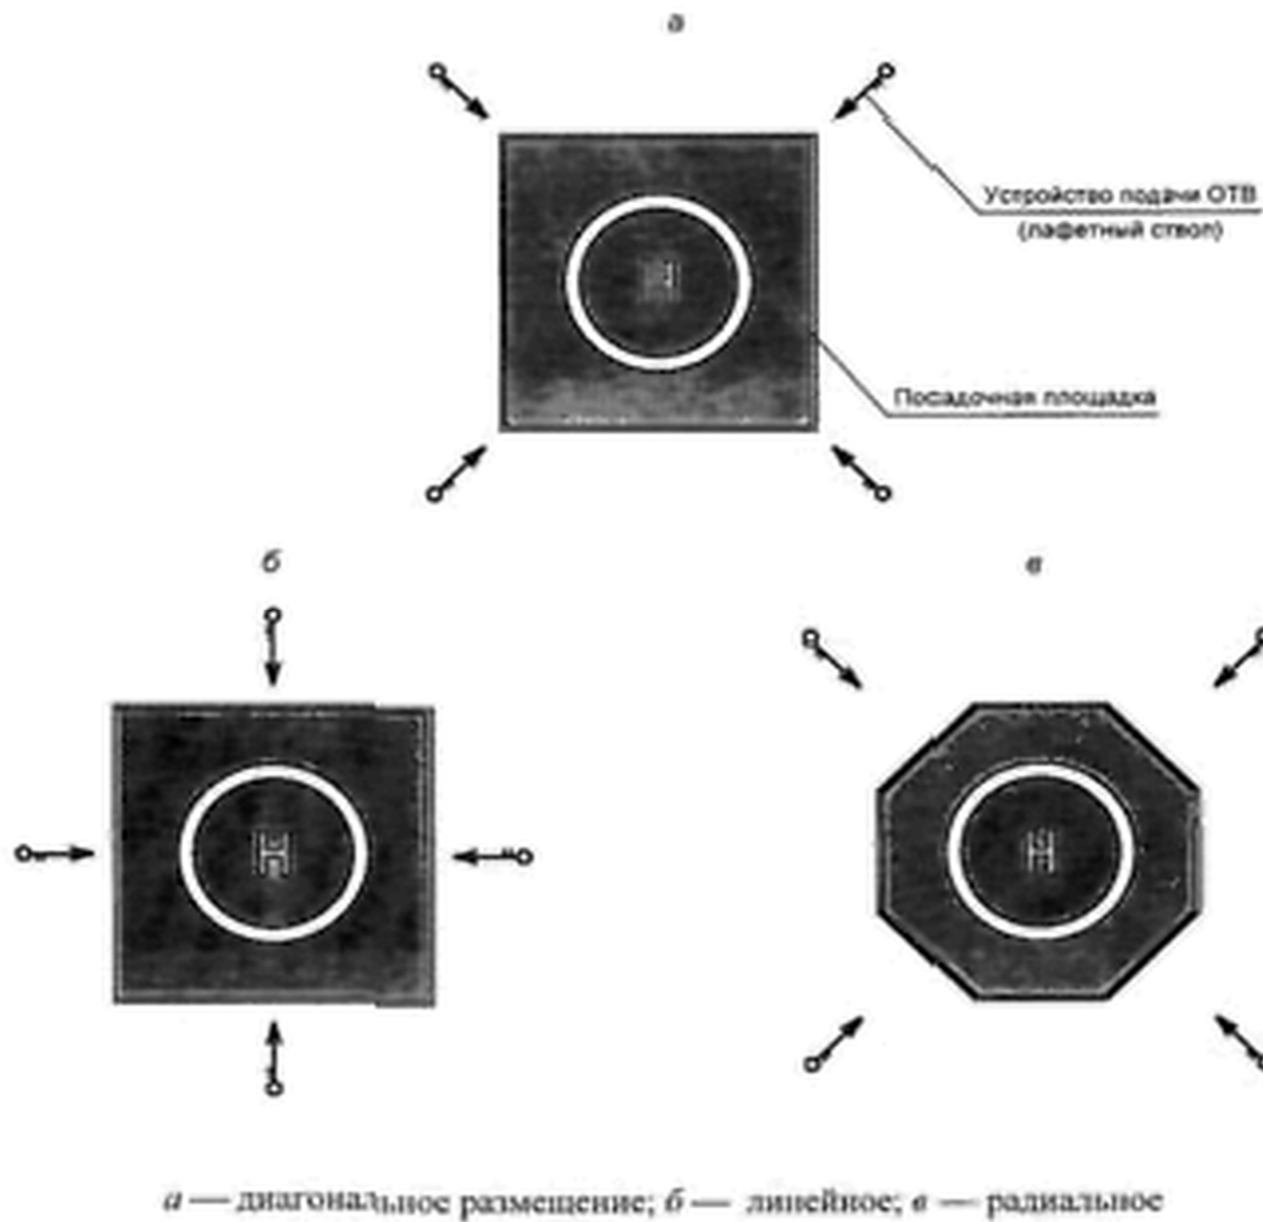 а
Устройство подачи ОТВ
(лафетный ствол)
Н
Посадочная площадка
б
в
Н
Н
а — диагональное размещение; б — линейное; в — радиальное